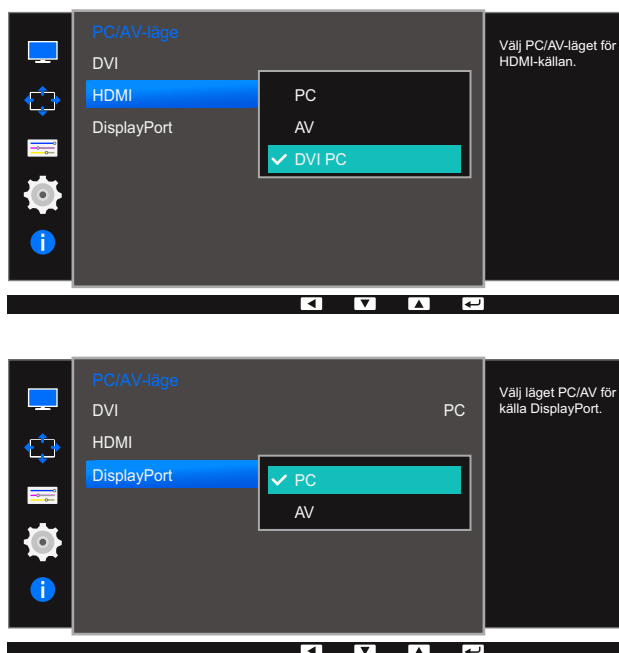 PC/AV-läge
DVI
HDMI
DisplayPort
PC
AV
DVI PC
Välj PC/AV-läget för
HDMI-källan.
PC/AV-läge
DVI PC
HDMI
DisplayPort
PC
AV
Välj läget PC/AV för
källa DisplayPort.